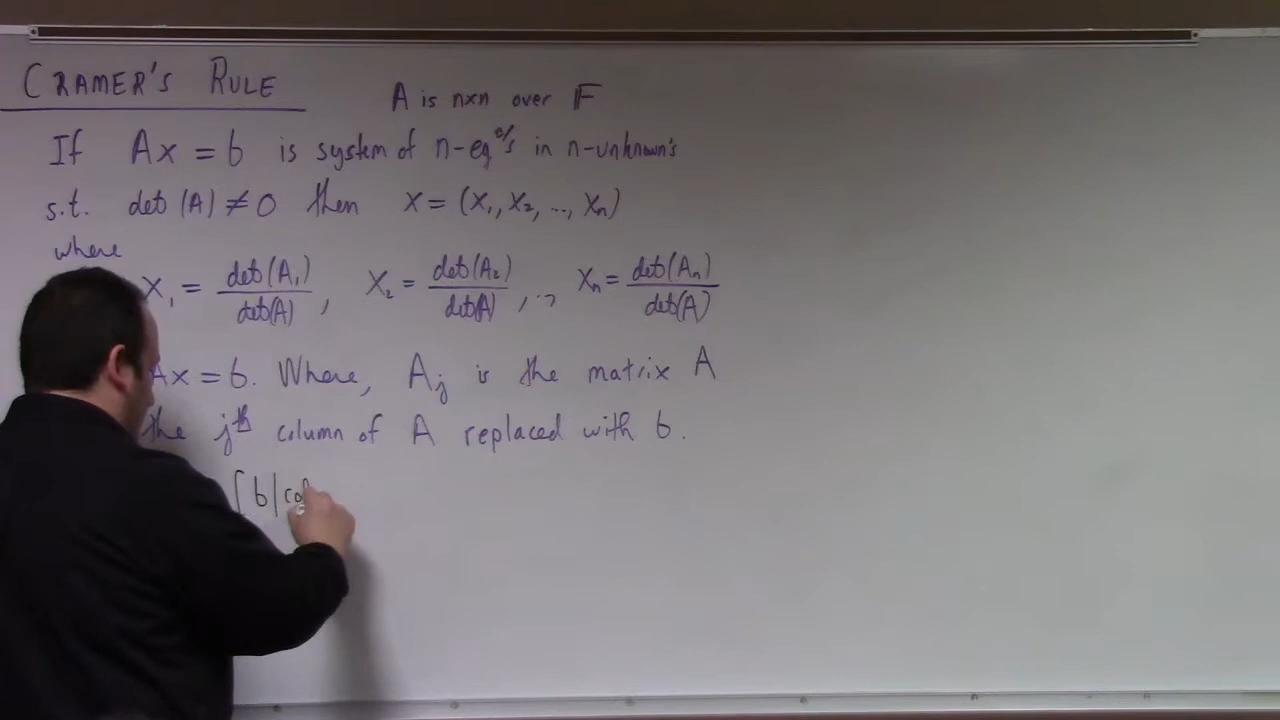 CRAMER'S RULE
A is n×n over 𝔽
If Ax = b is system of n-eqⁿ/s in n-unknown's
s.t. det (A) ≠ 0 then x = (x₁, x₂, ..., xₙ)
where
x₁ = det(A₁)/det(A), x₂ = det(A₂)/det(A), ..., xₙ = det(Aₙ)/det(A)
Ax = b. Where, Aⱼ is the matrix A
the jᵗʰ column of A replaced with b.
[ b | col